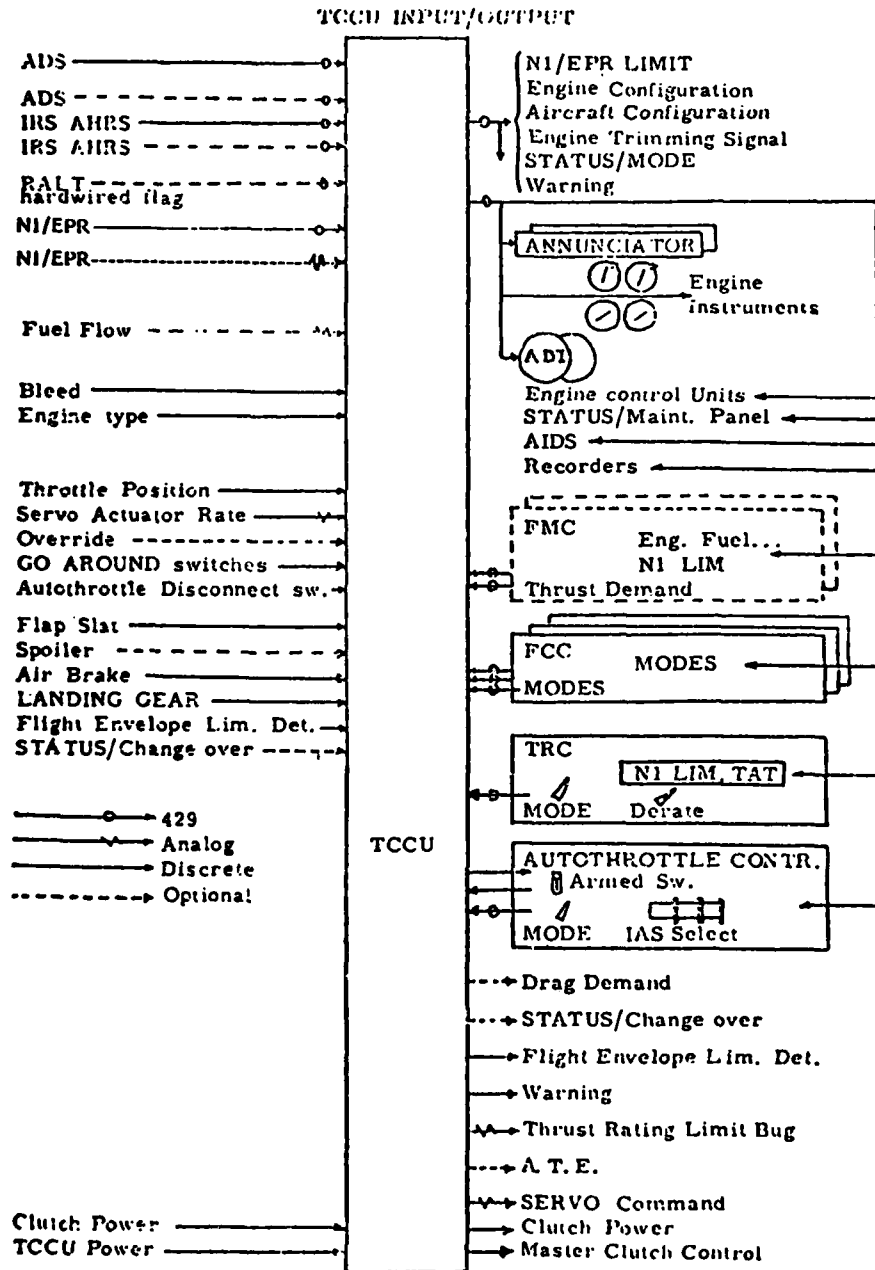 TCCU INPUT/OUTPUT
ADS
ADS
IRS AHRS
IRS AHRS
RALT
hardwired flag
N1/EPR
N1/EPR
Fuel Flow
Bleed
Engine type
Throttle Position
Servo Actuator Rate
Override
GO AROUND switches
Autothrottle Disconnect sw.
Flap Slat
Spoiler
Air Brake
LANDING GEAR
Flight Envelope Lim. Det.
STATUS/Change over
429
Analog
Discrete
Optional
Clutch Power
TCCU Power
TCCU
N1/EPR LIMIT
Engine Configuration
Aircraft Configuration
Engine Trimming Signal
STATUS/MODE
Warning
ANNUNCIATOR
Engine
instruments
ADI
Engine control Units
STATUS/Maint. Panel
AIDS
Recorders
FMC
Eng. Fuel...
N1 LIM
Thrust Demand
FCC
MODES
MODES
TRC
N1 LIM, TAT
MODE Derate
AUTOTHROTTLE CONTR.
Armed Sw.
MODE IAS Select
Drag Demand
STATUS/Change over
Flight Envelope Lim. Det.
Warning
Thrust Rating Limit Bug
A. T. E.
SERVO Command
Clutch Power
Master Clutch Control